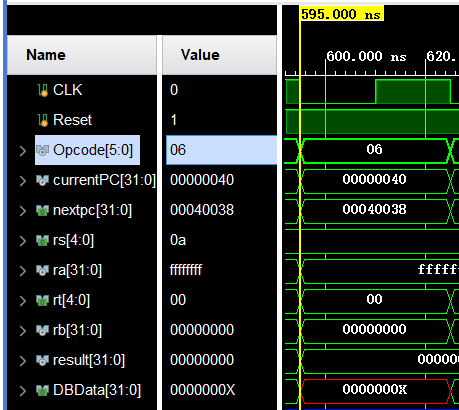 595.000 ns
Name Value 600.000 ns 620.
CLK 0
Reset 1
Opcode[5:0] 06 06
currentPC[31:0] 00000040 00000040
nextpc[31:0] 00040038 00040038
rs[4:0] 0a
ra[31:0] ffffffff fffff
rt[4:0] 00 00
rb[31:0] 00000000 00000000
result[31:0] 00000000 00000
DBData[31:0] 0000000X 0000000X